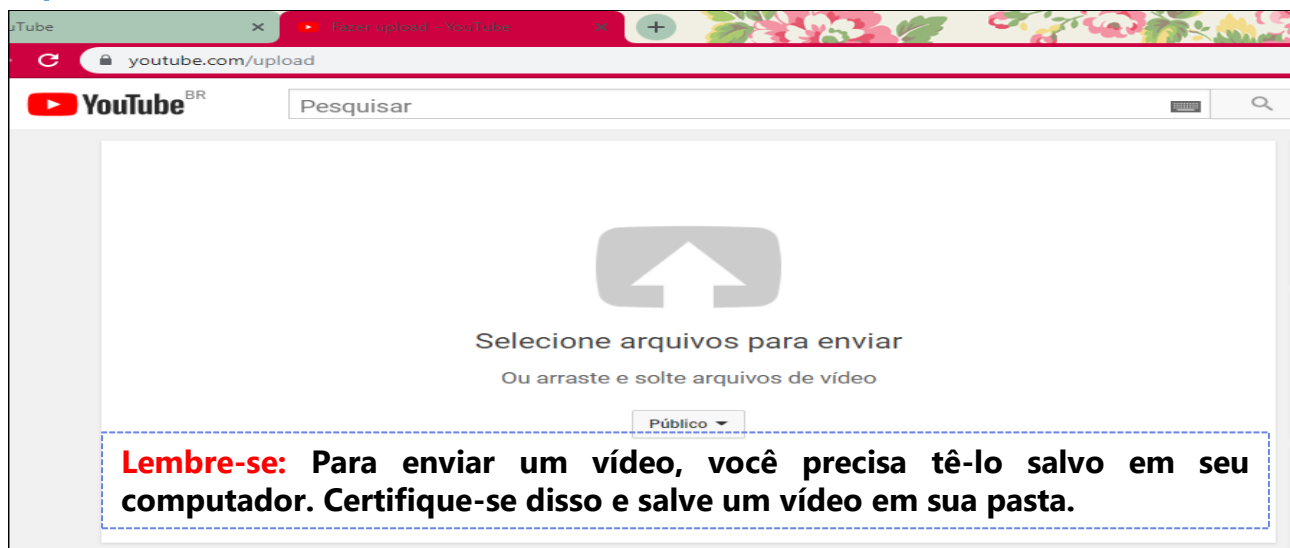 uTube
Fazer upload - YouTube
youtube.com/upload
YouTube BR
Pesquisar
Selecione arquivos para enviar
Ou arraste e solte arquivos de vídeo
Público
Lembre-se: Para enviar um vídeo, você precisa tê-lo salvo em seu
computador. Certifique-se disso e salve um vídeo em sua pasta.